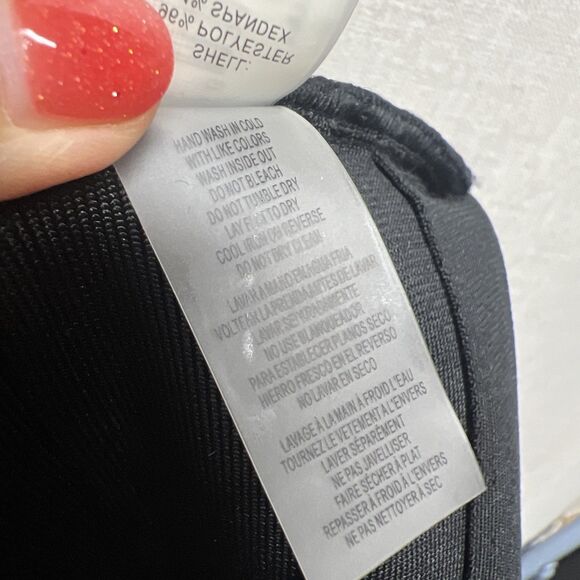 SHELL:
96% POLYESTER
4% SPANDEX
HAND WASH IN COLD
WITH LIKE COLORS
WASH INSIDE OUT
DO NOT BLEACH
DO NOT TUMBLE DRY
LAY FLAT TO DRY
COOL IRON ON REVERSE
DO NOT DRY CLEAN
LAVAR A MANO EN AGUA FRIA
VOLTEAR LA PRENDA ANTES DE LAVAR
LAVAR SEPARADAMENTE
NO USE BLANQUEADOR
PARA ESTABLECER PLANOS SECO
HIERRO FRESCO EN EL REVERSO
NO LAVAR EN SECO
LAVAGE À LA MAIN À FROID L'EAU
TOURNEZ LE VETEMENT À L'ENVERS
LAVER SÉPARÉMENT
NE PAS JAVELLISER
FAIRE SÉCHER À PLAT
REPASSER À FROID À L'ENVERS
NE PAS NETTOYER À SEC